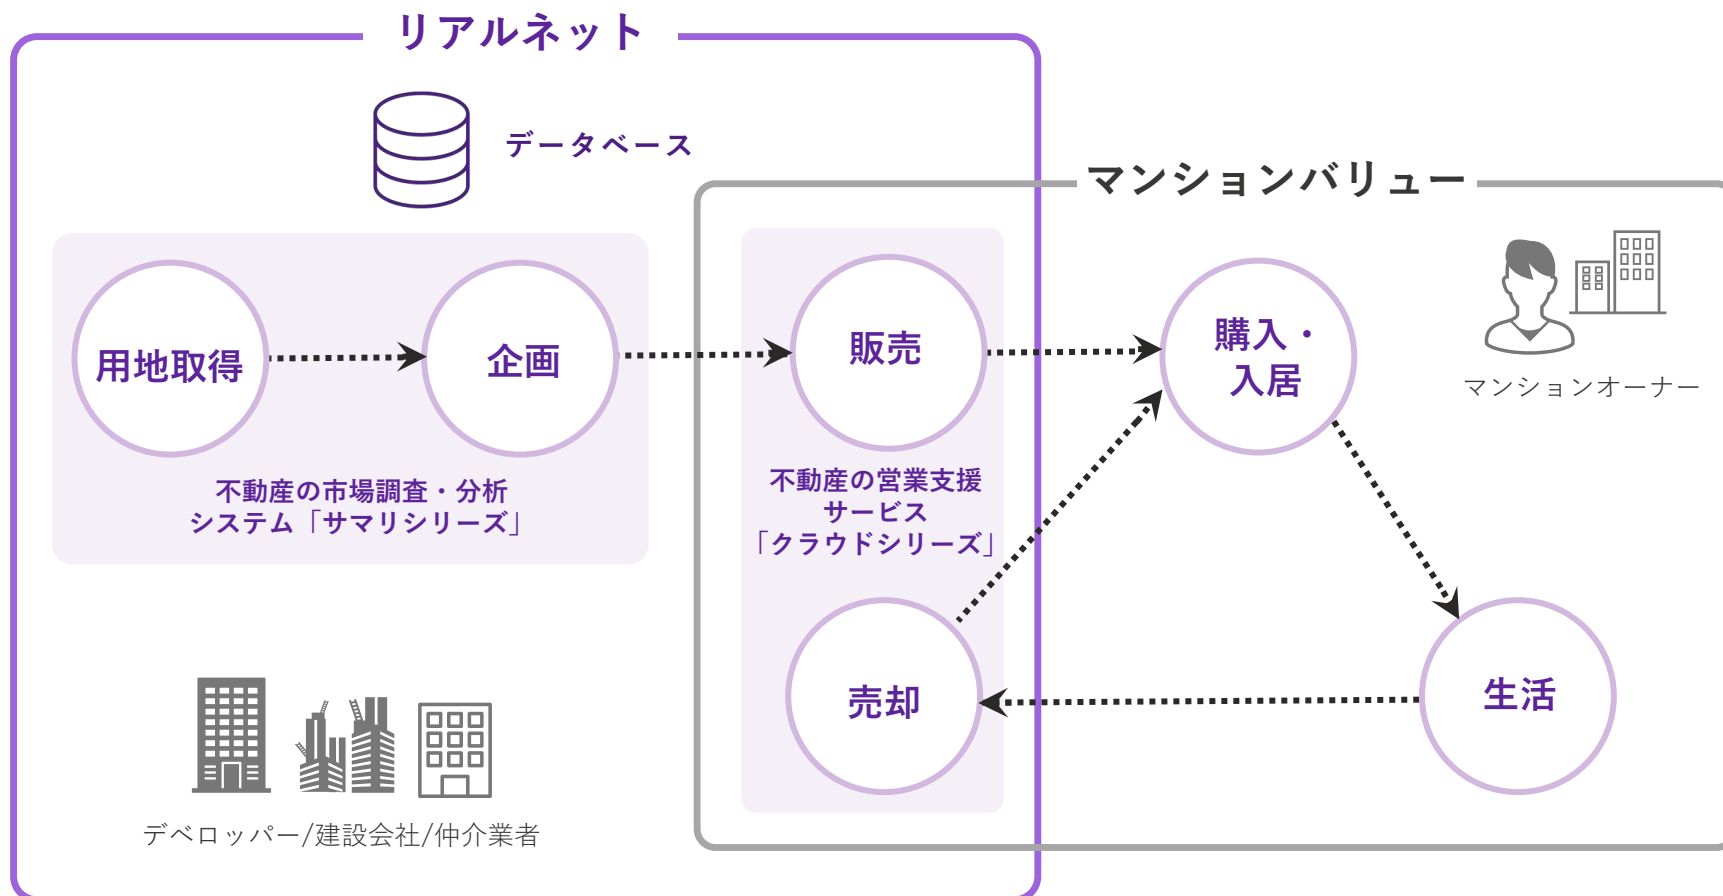 リアルネット
データベース
マンションバリュー
用地取得
企画
販売
購入・
入居
マンションオーナー
不動産の市場調査・分析
システム「サマリシリーズ」
不動産の営業支援
サービス
「クラウドシリーズ」
売却
生活
デベロッパー/建設会社/仲介業者